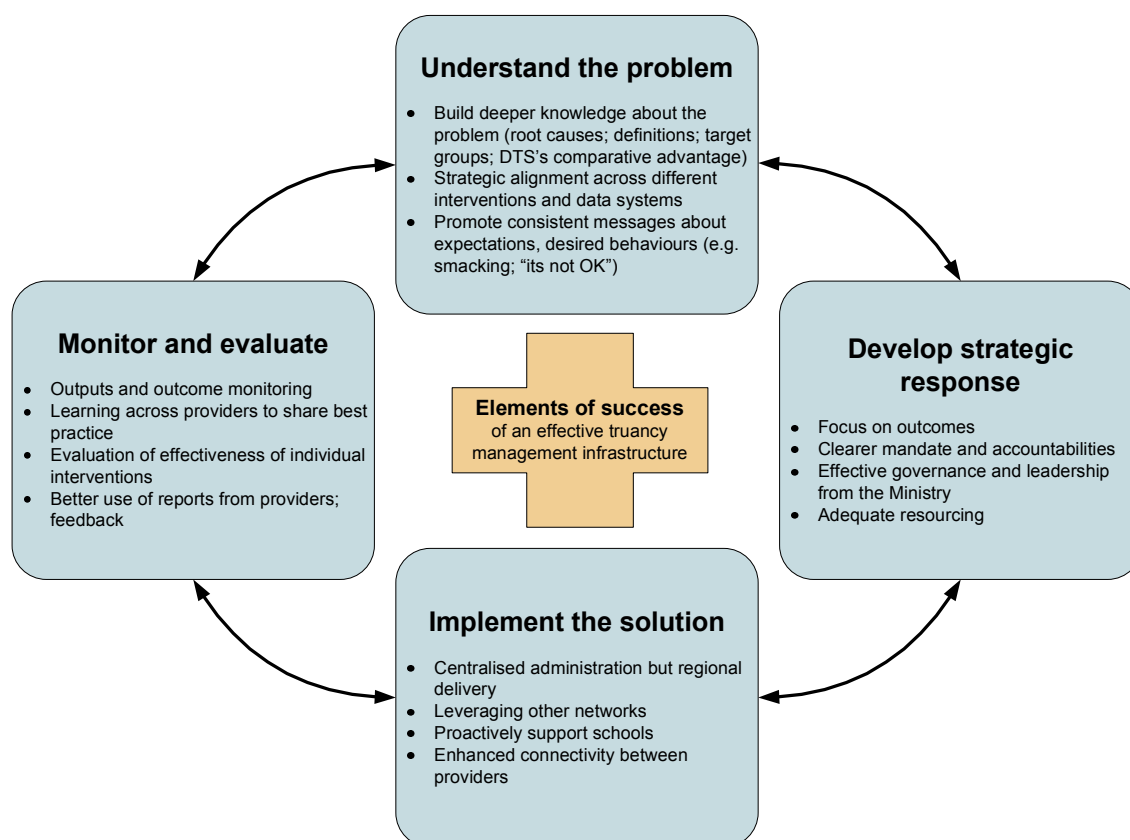 Understand the problem
• Build deeper knowledge about the
problem (root causes; definitions; target
groups; DTS's comparative advantage)
• Strategic alignment across different
interventions and data systems
• Promote consistent messages about
expectations, desired behaviours (e.g.
smacking; “its not OK”)
Monitor and evaluate
• Outputs and outcome monitoring
• Learning across providers to share best
practice
• Evaluation of effectiveness of individual
interventions
• Better use of reports from providers;
feedback
Elements of success
of an effective truancy
management infrastructure
Develop strategic
response
• Focus on outcomes
• Clearer mandate and accountabilities
• Effective governance and leadership
from the Ministry
• Adequate resourcing
Implement the solution
• Centralised administration but regional
delivery
• Leveraging other networks
• Proactively support schools
• Enhanced connectivity between
providers